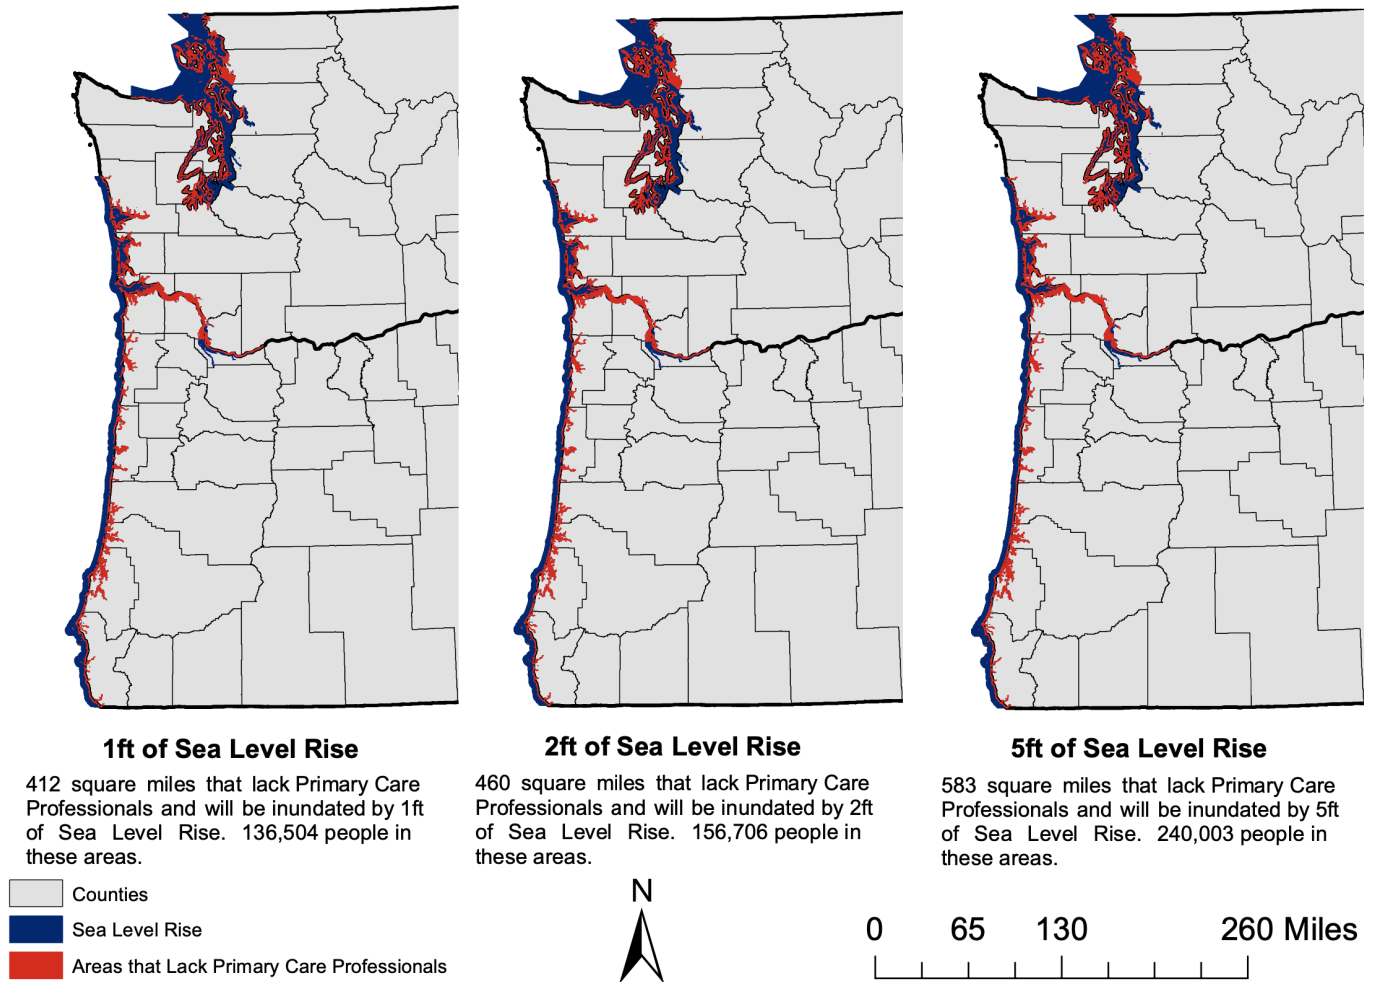 1ft of Sea Level Rise
412 square miles that lack Primary Care
Professionals and will be inundated by 1ft
of Sea Level Rise. 136,504 people in
these areas.
2ft of Sea Level Rise
460 square miles that lack Primary Care
Professionals and will be inundated by 2ft
of Sea Level Rise. 156,706 people in
these areas.
5ft of Sea Level Rise
583 square miles that lack Primary Care
Professionals and will be inundated by 5ft
of Sea Level Rise. 240,003 people in
these areas.
Counties
Sea Level Rise
Areas that Lack Primary Care Professionals
N
0 65 130 260 Miles